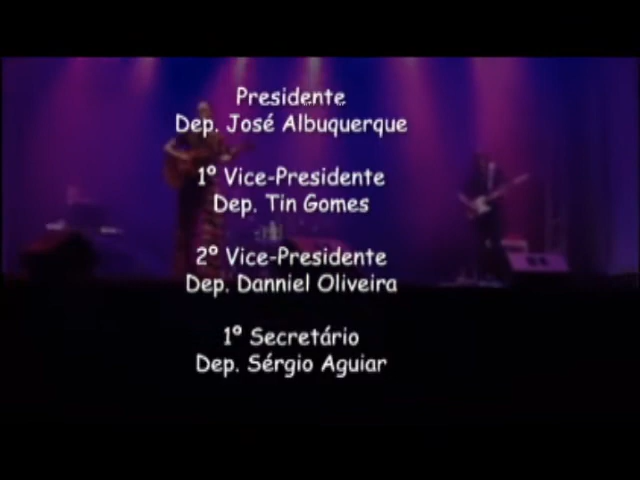 Presidente
Dep. José Albuquerque
1º Vice-Presidente
Dep. Tin Gomes
2º Vice-Presidente
Dep. Danniel Oliveira
1º Secretário
Dep. Sérgio Aguiar